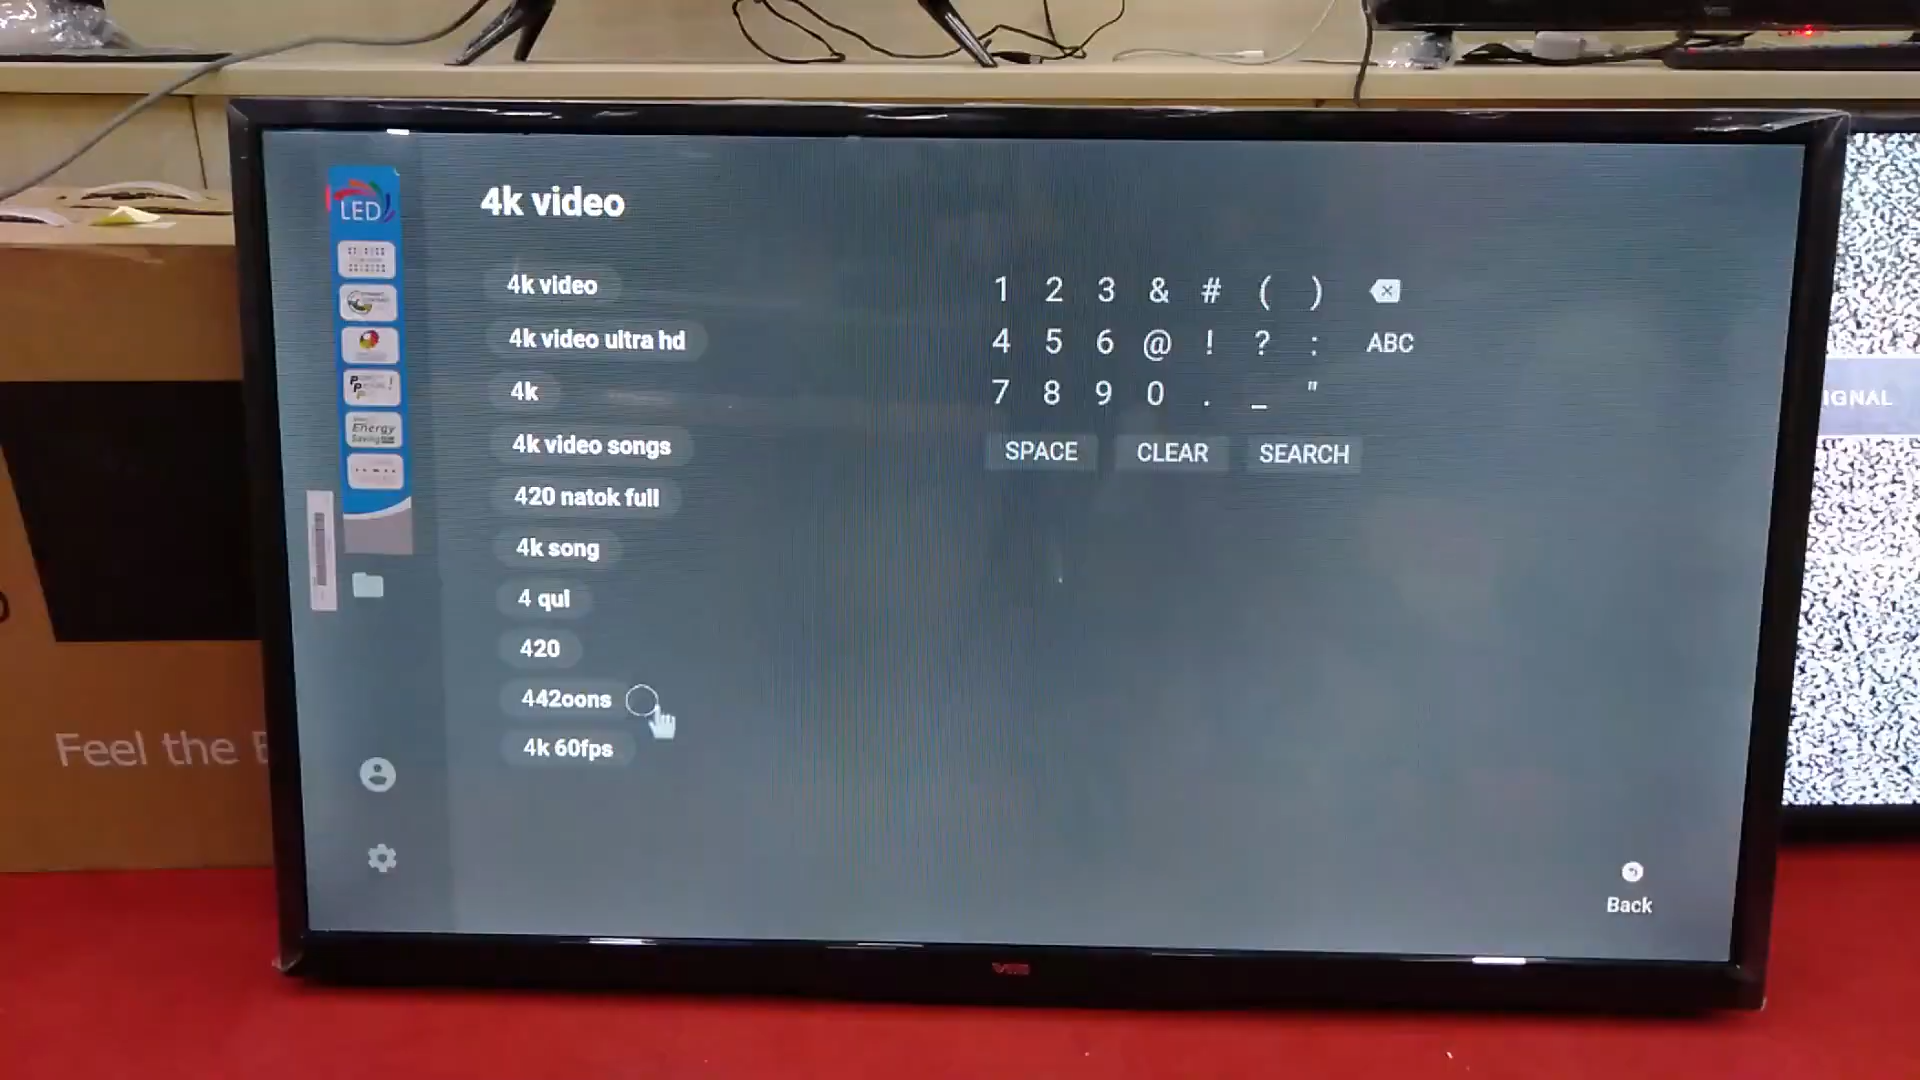 LED
Energy
Saving
4k video
4k video
4k video ultra hd
4k
4k video songs
420 natok full
4k song
4 qul
420
442oons
4k 60fps
1 2 3 & # ( )
4 5 6 @ ! ? : ABC
7 8 9 0 . _ "
SPACE CLEAR SEARCH
Back
IGNAL
Feel the